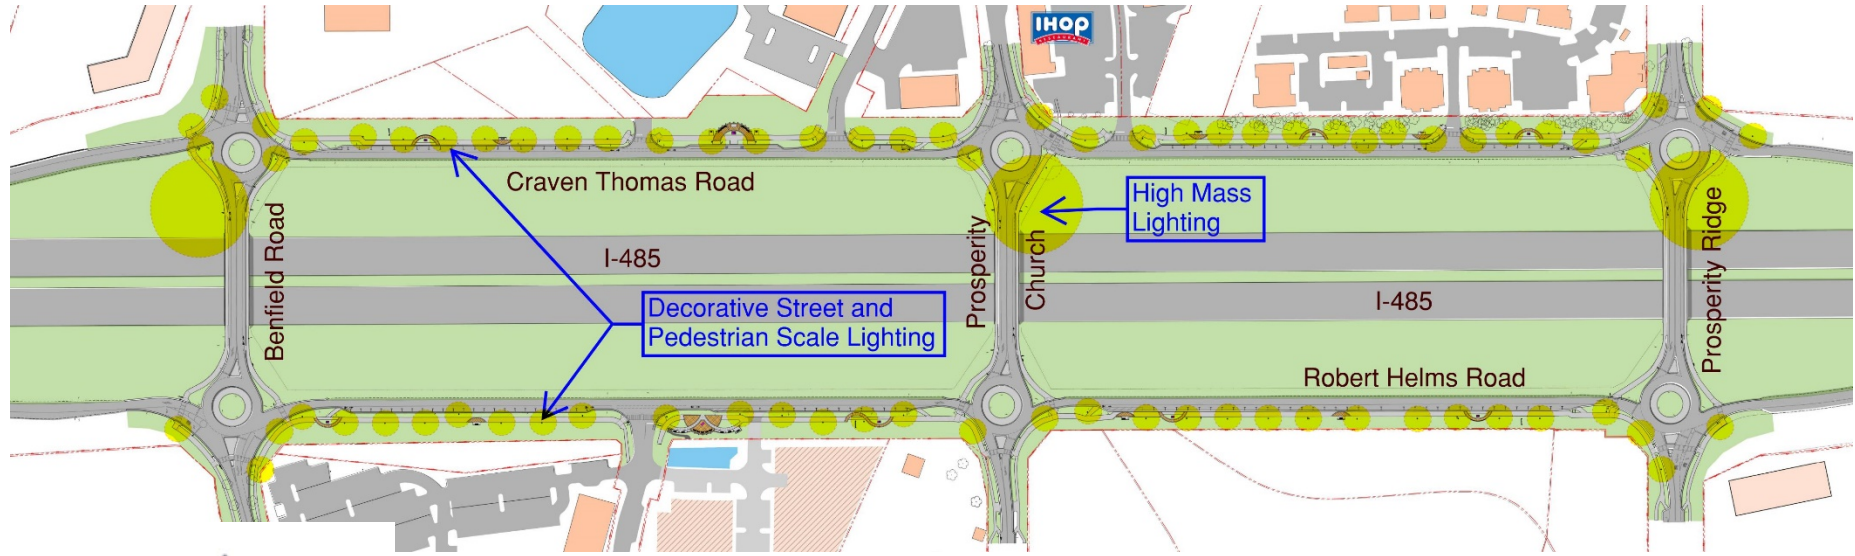 IHOP
RESTAURANT
Craven Thomas Road
High Mass
Lighting
Benfield Road
I-485
Prosperity
Church
Prosperity Ridge
Decorative Street and
Pedestrian Scale Lighting
I-485
Robert Helms Road